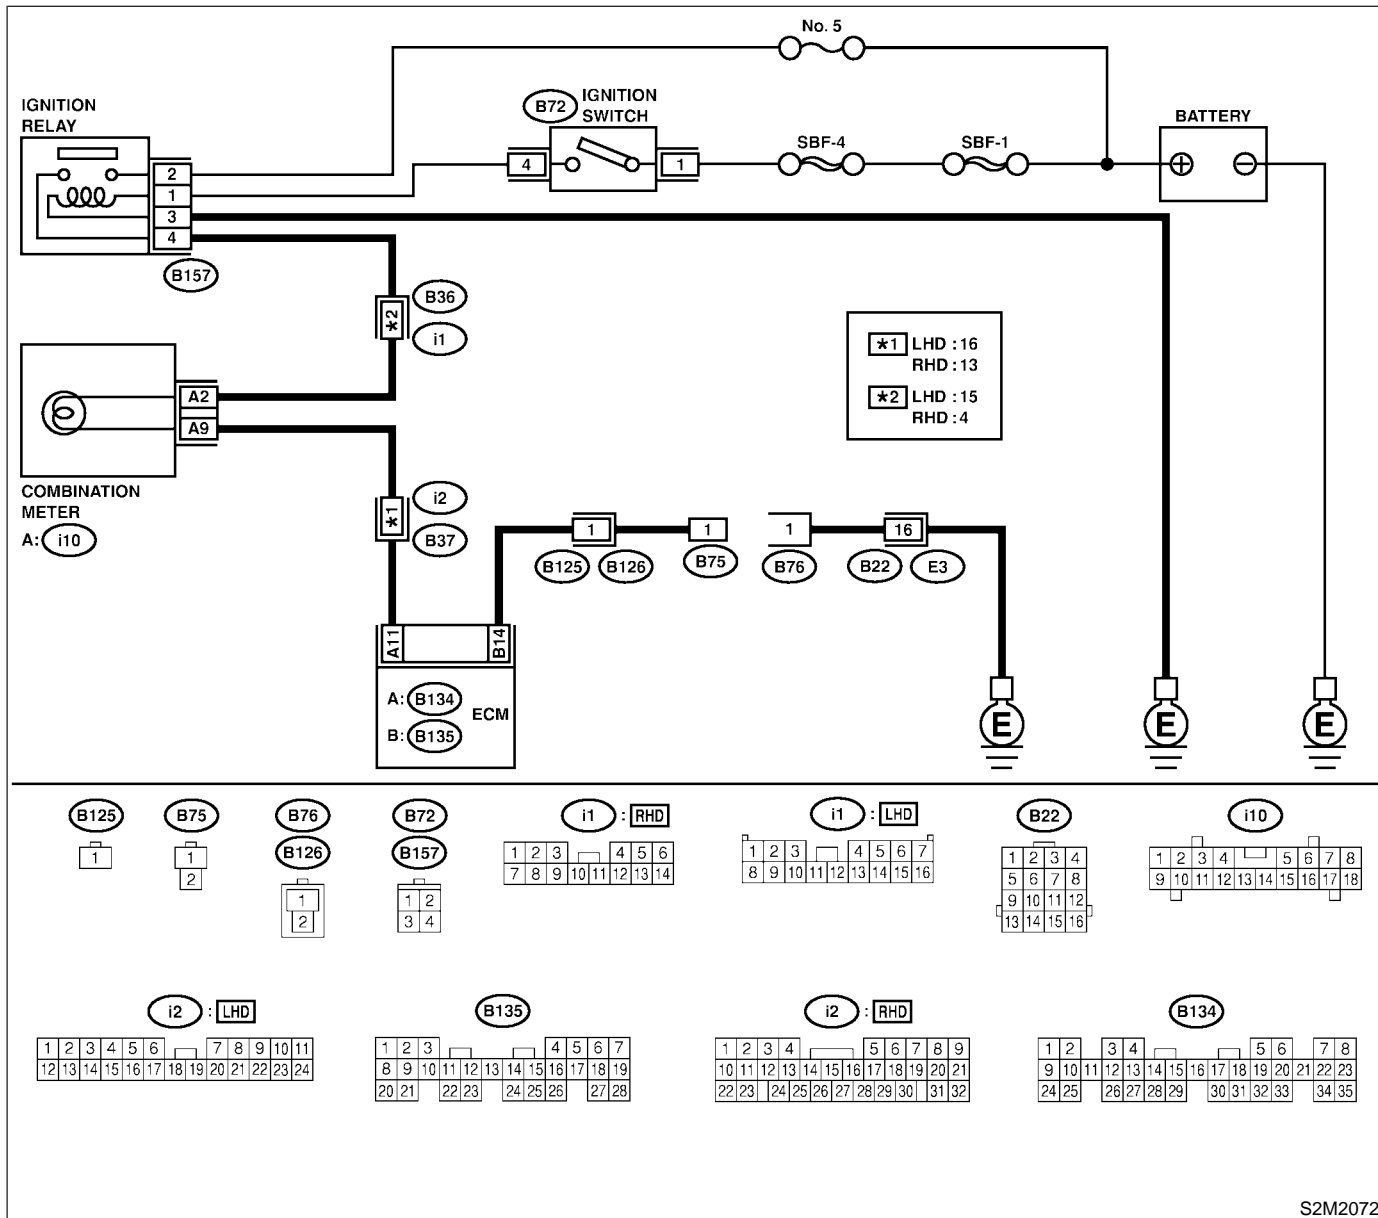 No. 5
IGNITION
RELAY
B72
IGNITION
SWITCH
BATTERY
SBF-4
SBF-1
4
1
2
1
3
4
B157
B36
*2
i1
*1 LHD : 16
RHD : 13
*2 LHD : 15
RHD : 4
A2
A9
COMBINATION
METER
A: i10
i2
*1
B37
1
1
1
16
B125
B126
B75
B76
B22
E3
A11
B14
A: B134
ECM
B: B135
E
E
E
B125
1
B75
1
2
B76
B126
1
2
B72
B157
1 2
3 4
i1 : RHD
1 2 3 4 5 6
7 8 9 10 11 12 13 14
i1 : LHD
1 2 3 4 5 6 7
8 9 10 11 12 13 14 15 16
B22
1 2 3 4
5 6 7 8
9 10 11 12
13 14 15 16
i10
1 2 3 4 5 6 7 8
9 10 11 12 13 14 15 16 17 18
i2 : LHD
1 2 3 4 5 6 7 8 9 10 11
12 13 14 15 16 17 18 19 20 21 22 23 24
B135
1 2 3 4 5 6 7
8 9 10 11 12 13 14 15 16 17 18 19
20 21 22 23 24 25 26 27 28
i2 : RHD
1 2 3 4 5 6 7 8 9
10 11 12 13 14 15 16 17 18 19 20 21
22 23 24 25 26 27 28 29 30 31 32
B134
1 2 3 4 5 6 7 8
9 10 11 12 13 14 15 16 17 18 19 20 21 22 23
24 25 26 27 28 29 30 31 32 33 34 35
S2M2072